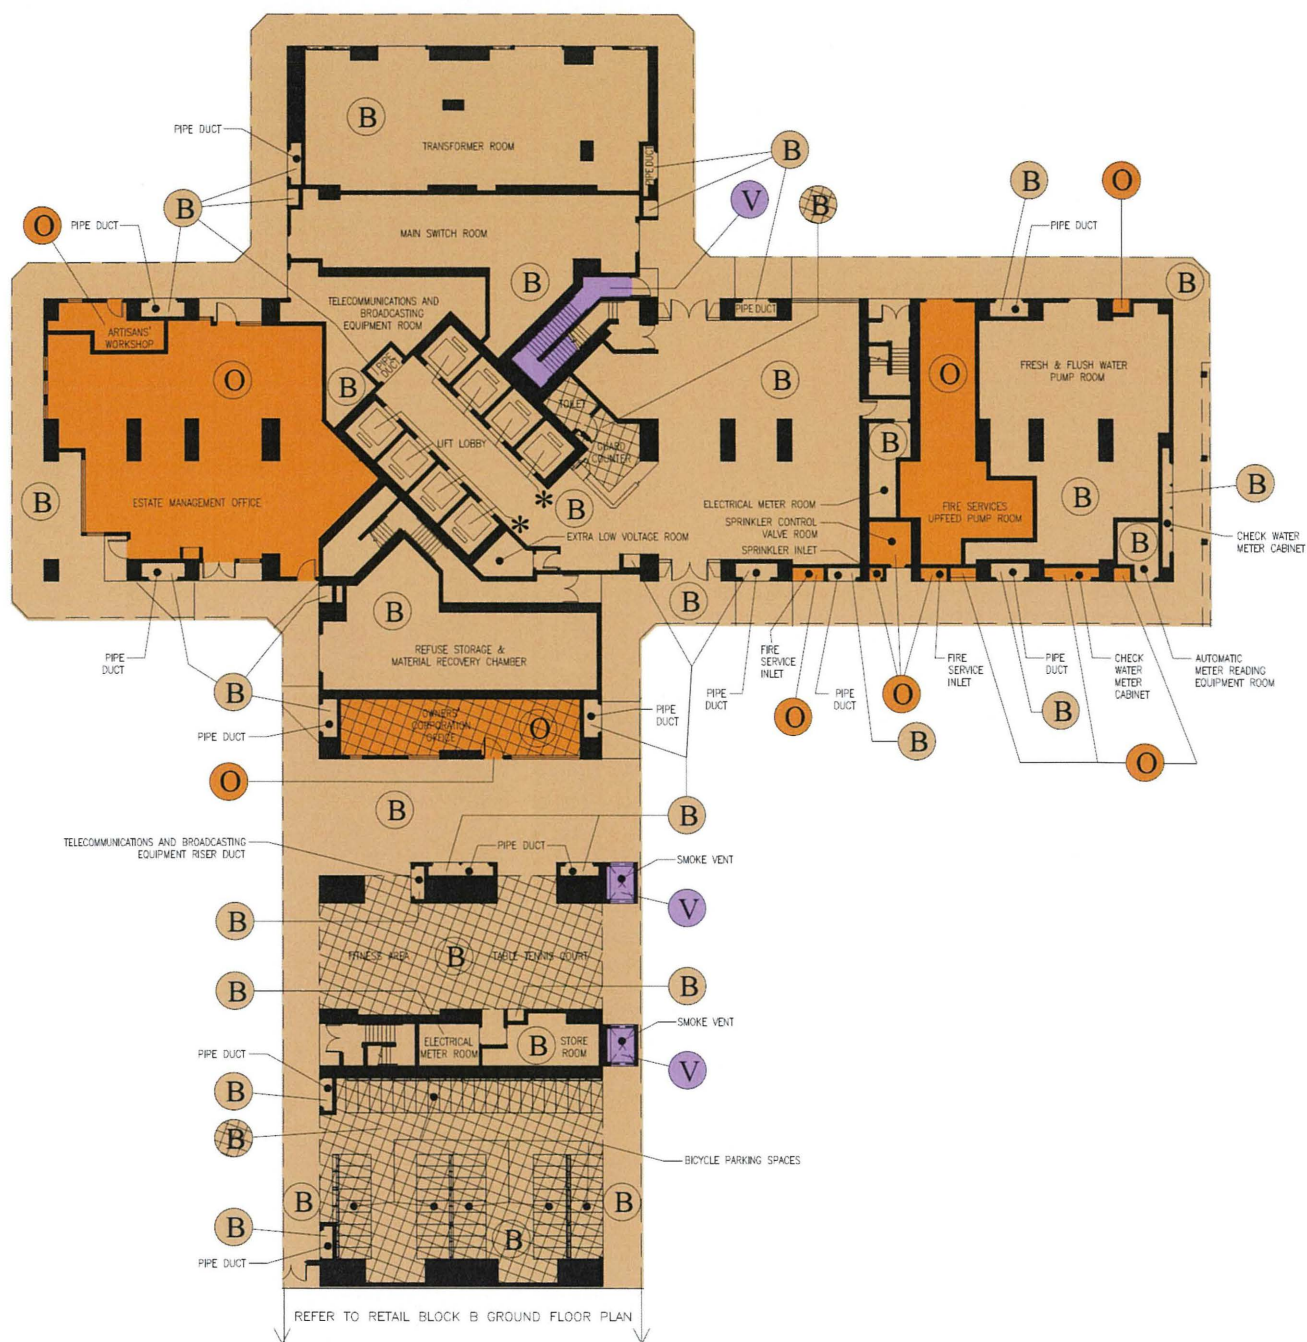 B
TRANSFORMER ROOM
PIPE DUCT
PIPE DUCT
B
B
V
B
B
O
B
O
PIPE DUCT
MAIN SWITCH ROOM
B
PIPE DUCT
B
TELECOMMUNICATIONS AND
BROADCASTING
EQUIPMENT ROOM
PIPE DUCT
ARTISANS'
WORKSHOP
O
PIPE
DUCT
B
B
O
FRESH & FLUSH WATER
PUMP ROOM
TOILET
GUARD
COUNTER
LIFT LOBBY
B
B
ESTATE MANAGEMENT OFFICE
*
*
B
EXTRA LOW VOLTAGE ROOM
ELECTRICAL METER ROOM
SPRINKLER CONTROL
VALVE ROOM
SPRINKLER INLET
FIRE SERVICES
UPFEED PUMP ROOM
B
B
CHECK WATER
METER CABINET
B
B
B
REFUSE STORAGE &
MATERIAL RECOVERY CHAMBER
PIPE
DUCT
B
PIPE DUCT
OWNERS'
CORPORATION
OFFICE
O
PIPE
DUCT
PIPE
DUCT
FIRE
SERVICE
INLET
O
PIPE
DUCT
O
B
FIRE
SERVICE
INLET
PIPE
DUCT
B
CHECK
WATER
METER
CABINET
AUTOMATIC
METER READING
EQUIPMENT ROOM
O
O
B
B
TELECOMMUNICATIONS AND BROADCASTING
EQUIPMENT RISER DUCT
PIPE DUCT
SMOKE VENT
V
B
FITNESS AREA
B
TABLE TENNIS COURT
B
B
ELECTRICAL
METER ROOM
B
STORE
ROOM
SMOKE VENT
V
PIPE DUCT
B
B
BICYCLE PARKING SPACES
B
B
B
B
PIPE DUCT
REFER TO RETAIL BLOCK B GROUND FLOOR PLAN